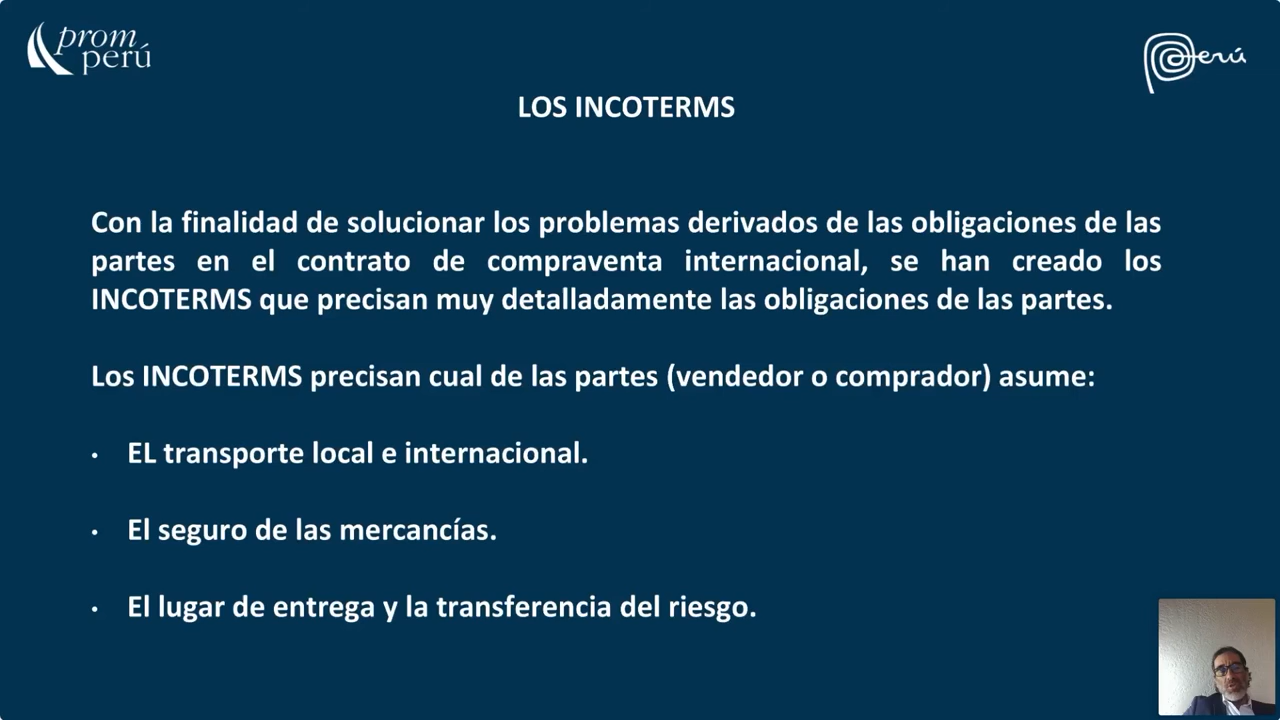 prom
perú
Perú
LOS INCOTERMS
Con la finalidad de solucionar los problemas derivados de las obligaciones de las
partes en el contrato de compraventa internacional, se han creado los
INCOTERMS que precisan muy detalladamente las obligaciones de las partes.
Los INCOTERMS precisan cual de las partes (vendedor o comprador) asume:
• EL transporte local e internacional.
• El seguro de las mercancías.
• El lugar de entrega y la transferencia del riesgo.